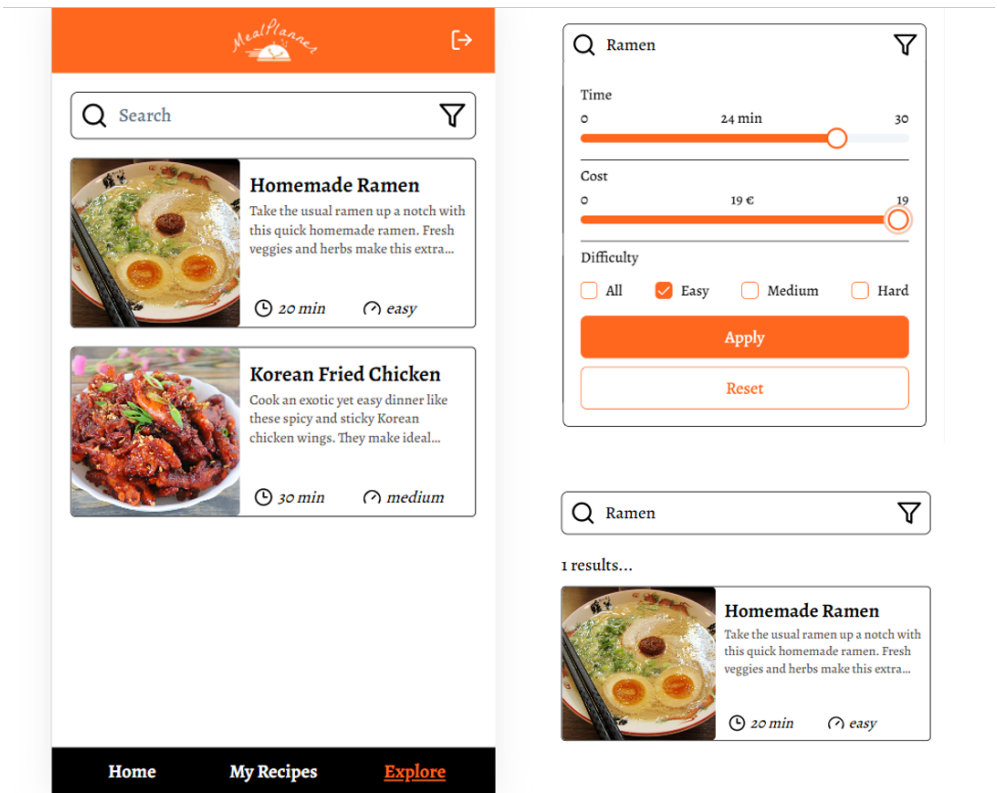 MealPlanner
Search
Homemade Ramen
Take the usual ramen up a notch with
this quick homemade ramen. Fresh
veggies and herbs make this extra...
20 min easy
Korean Fried Chicken
Cook an exotic yet easy dinner like
these spicy and sticky Korean
chicken wings. They make ideal...
30 min medium
Home My Recipes Explore
Ramen
Time
0 24 min 30
Cost
0 19 € 19
Difficulty
All Easy Medium Hard
Apply
Reset
Ramen
1 results...
Homemade Ramen
Take the usual ramen up a notch with
this quick homemade ramen. Fresh
veggies and herbs make this extra...
20 min easy